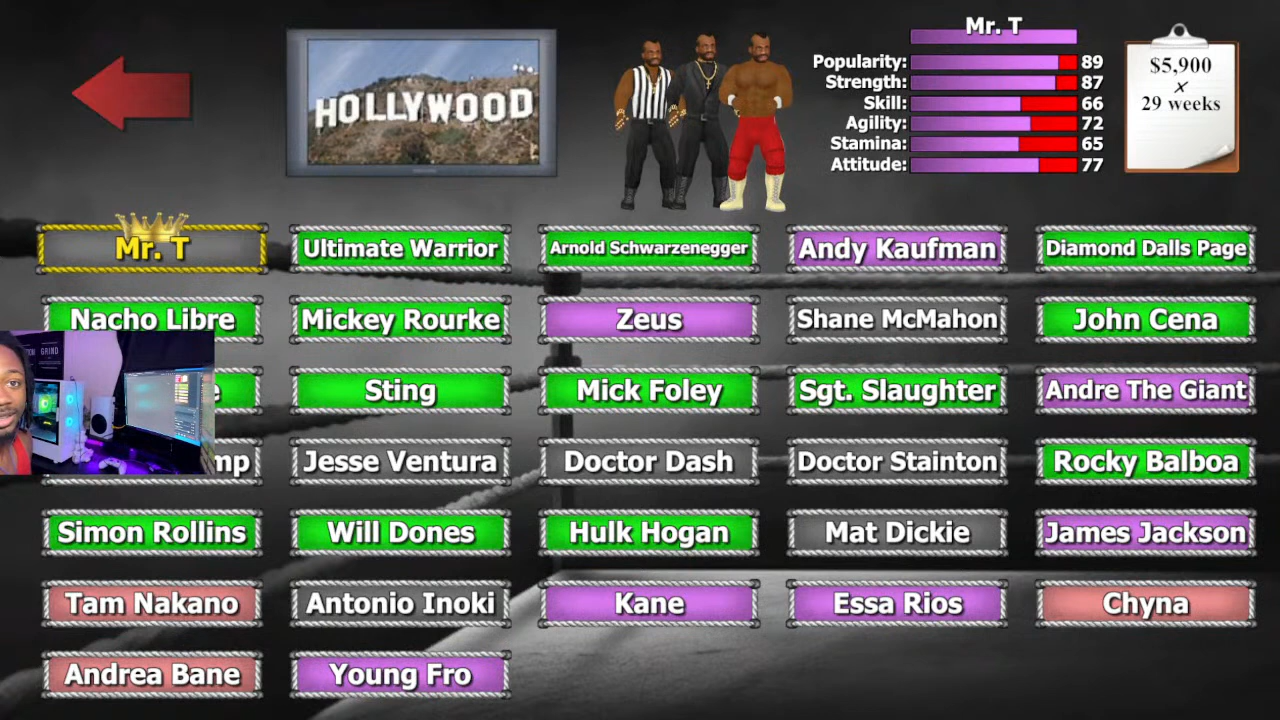 Mr. T
HOLLYWOOD
Popularity: 89
Strength: 87
Skill: 66
Agility: 72
Stamina: 65
Attitude: 77
$5,900
x
29 weeks
Mr. T
Ultimate Warrior
Arnold Schwarzenegger
Andy Kaufman
Diamond Dalls Page
Nacho Libre
Mickey Rourke
Zeus
Shane McMahon
John Cena
Sting
Mick Foley
Sgt. Slaughter
Andre The Giant
Jesse Ventura
Doctor Dash
Doctor Stainton
Rocky Balboa
Simon Rollins
Will Dones
Hulk Hogan
Mat Dickie
James Jackson
Tam Nakano
Antonio Inoki
Kane
Essa Rios
Chyna
Andrea Bane
Young Fro
GRIND